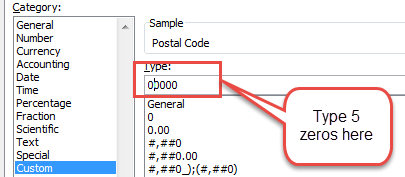 Category:
General
Number
Currency
Accounting
Date
Time
Percentage
Fraction
Scientific
Text
Special
Custom
Sample
Postal Code
Type:
00000
General
0
0.00
#,##0
#,##0.00
#,##0_);(#,##0)
Type 5
zeros here